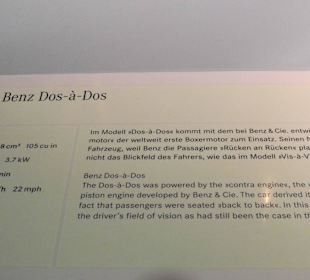 Benz Dos-à-Dos
8 cm³ 105 cu in
3.7 kW
min
/h 22 mph
Im Modell »Dos-à-Dos« kommt mit dem bei Benz & Cie. entwi
motor« der weltweit erste Boxermotor zum Einsatz. Seinen N
Fahrzeug, weil Benz die Passagiere »Rücken an Rücken« pla
nicht das Blickfeld des Fahrers, wie das im Modell »Vis-à-V
Benz Dos-à-Dos
The Dos-à-Dos was powered by the »contra engine«, the w
piston engine developed by Benz & Cie. The car derived it
fact that passengers were seated »back to back«. In this
the driver's field of vision as had still been the case in th